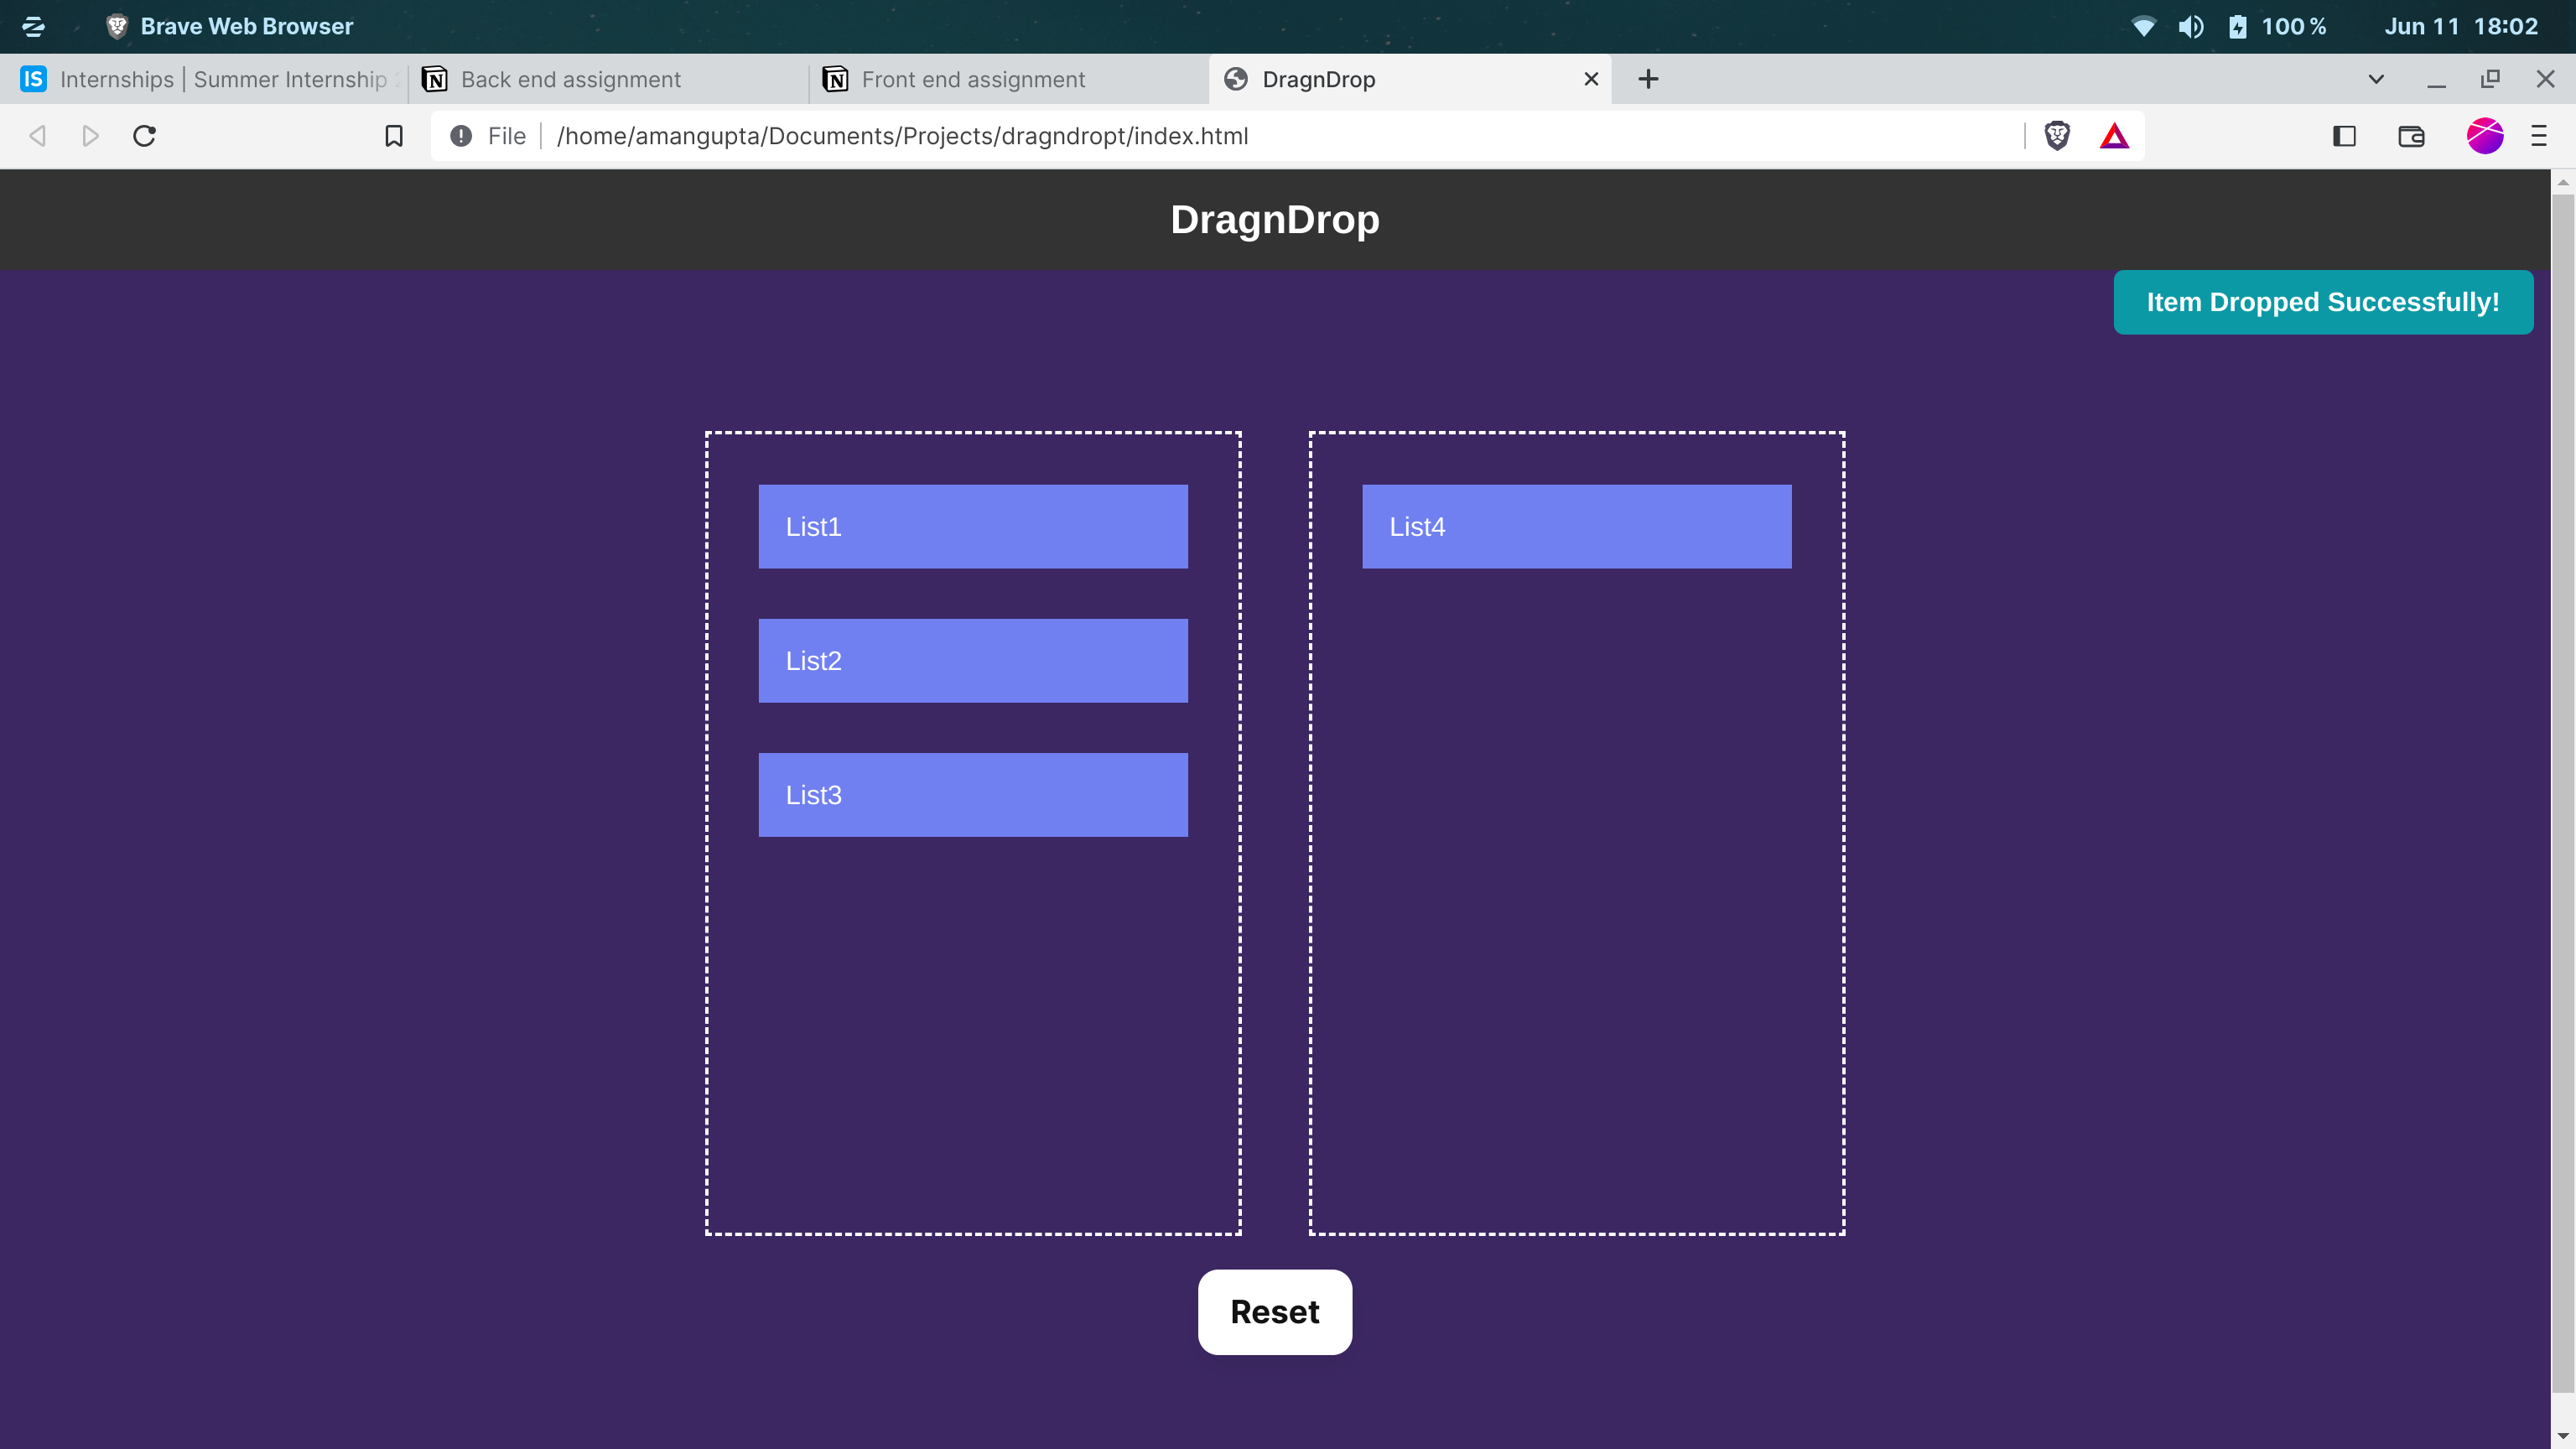 Brave Web Browser
100 %
Jun 11 18:02
IS
Internships | Summer Internship
Back end assignment
Front end assignment
DragnDrop
File
/home/amangupta/Documents/Projects/dragndropt/index.html
DragnDrop
Item Dropped Successfully!
List1
List4
List2
List3
Reset